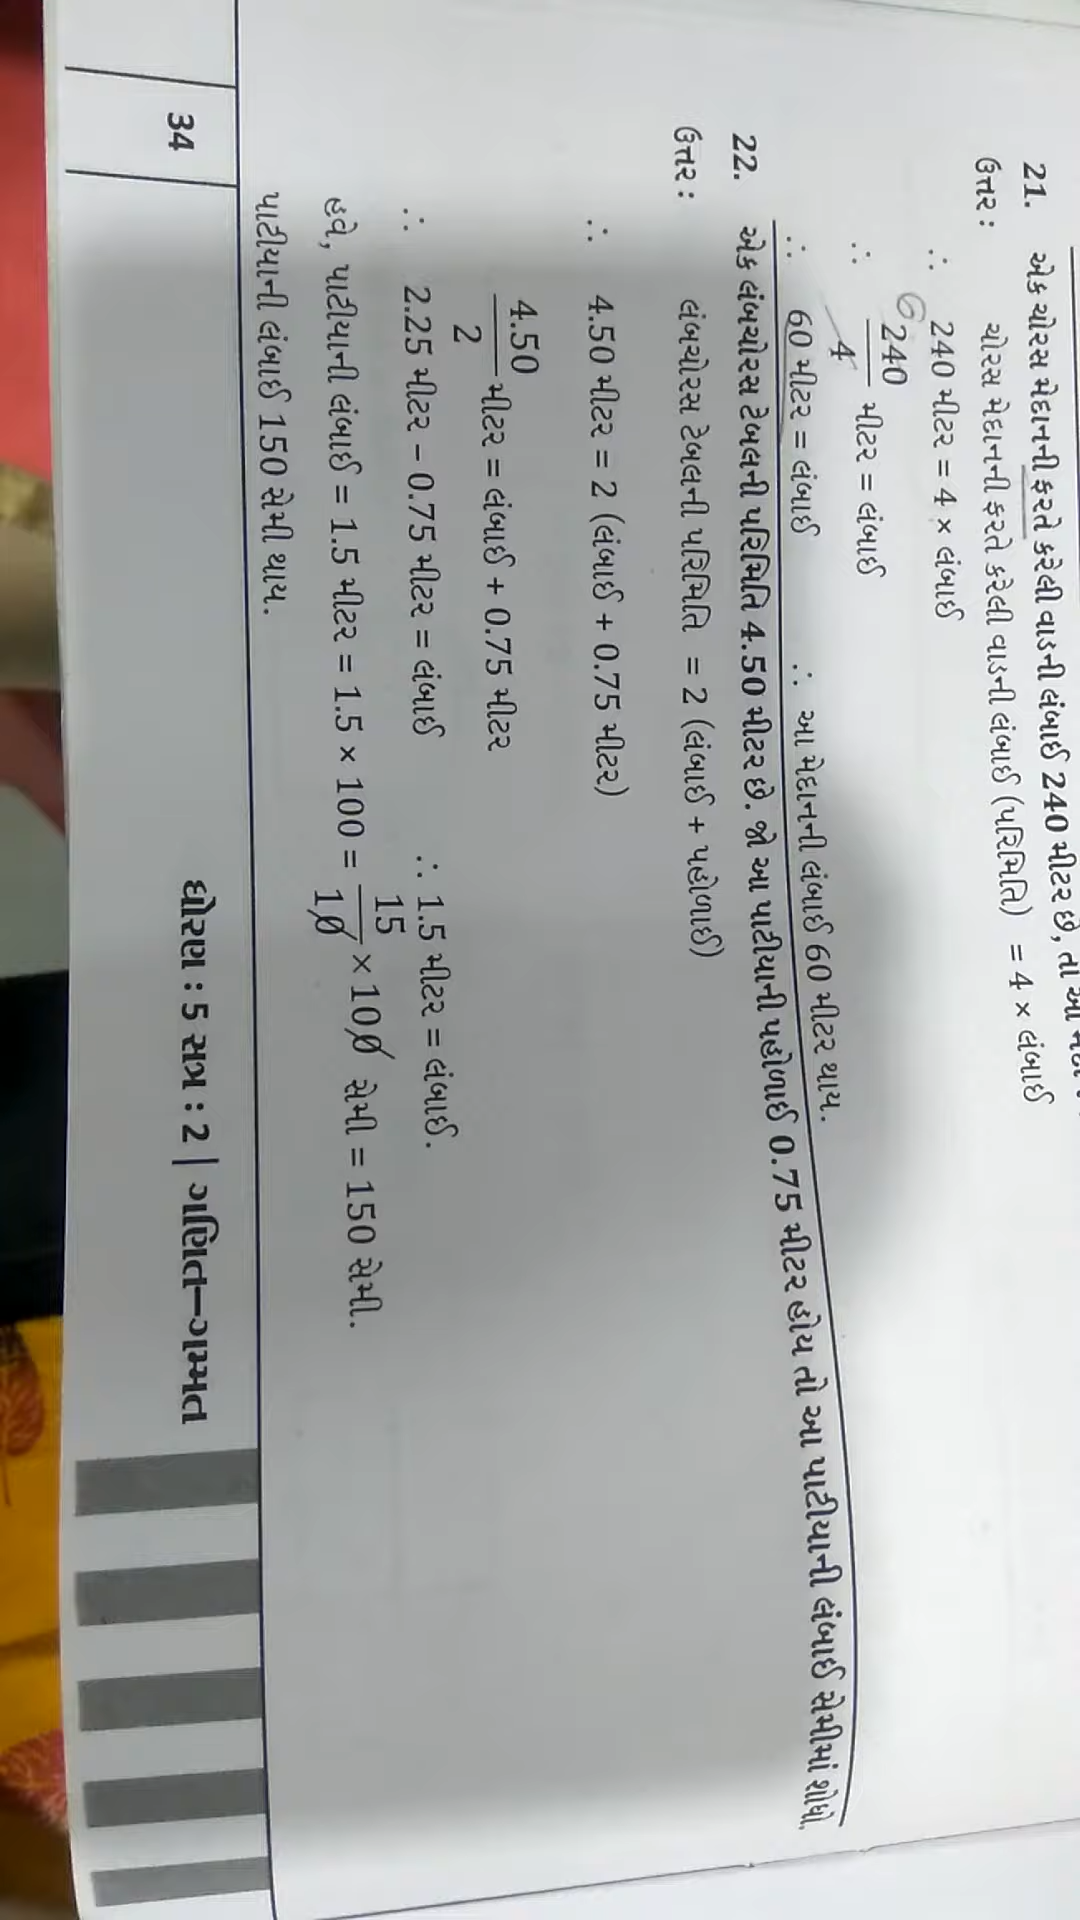 21. એક ચોરસ મેદાનની ફરતે કરેલી વાડની લંબાઈ 240 મીટર છે, તો આ
ઉત્તર : ચોરસ મેદાનની ફરતે કરેલી વાડની લંબાઈ (પરિમિતિ) = 4 × લંબાઈ
∴ 240 મીટર = 4 × લંબાઈ
6
∴ 240/4 મીટર = લંબાઈ
∴ 60 મીટર = લંબાઈ ∴ આ મેદાનની લંબાઈ 60 મીટર થાય.
22. એક લંબચોરસ ટેબલની પરિમિતિ 4.50 મીટર છે. જો આ પાટીયાની પહોળાઈ 0.75 મીટર હોય તો આ પાટીયાની લંબાઈ સેમીમાં શોધો.
ઉત્તર : લંબચોરસ ટેબલની પરિમિતિ = 2 (લંબાઈ + પહોળાઈ)
∴ 4.50 મીટર = 2 (લંબાઈ + 0.75 મીટર)
4.50/2 મીટર = લંબાઈ + 0.75 મીટર
∴ 2.25 મીટર – 0.75 મીટર = લંબાઈ ∴ 1.5 મીટર = લંબાઈ.
હવે, પાટીયાની લંબાઈ = 1.5 મીટર = 1.5 × 100 = 15/10 × 100 સેમી = 150 સેમી.
પાટીયાની લંબાઈ 150 સેમી થાય.
34 ધોરણ : 5 સત્ર : 2 | ગણિત–ગમ્મત